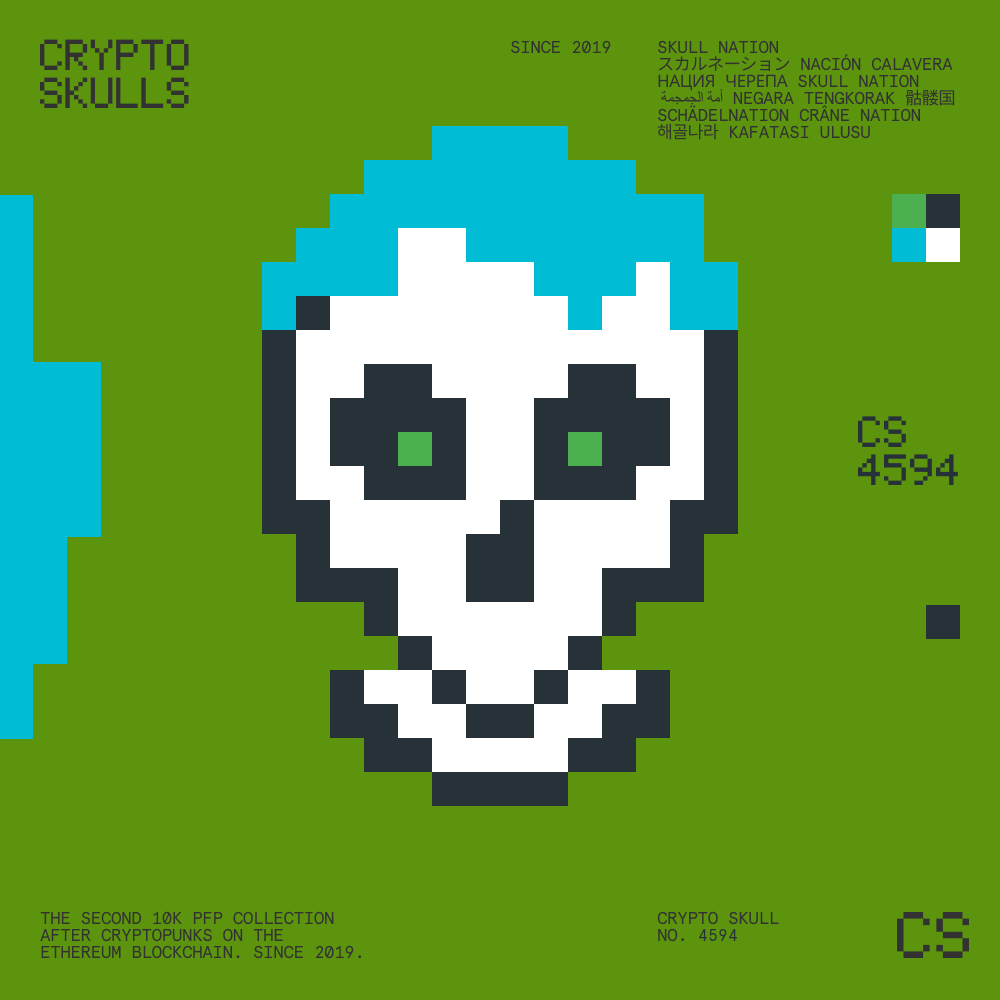 CRYPTO
SKULLS
SINCE 2019
SKULL NATION
スカルネーション NACIÓN CALAVERA
НАЦИЯ ЧЕРЕПА SKULL NATION
أمة الجمجمة NEGARA TENGKORAK 骷髅国
SCHÄDELNATION CRÂNE NATION
해골나라 KAFATASI ULUSU
CS
4594
THE SECOND 10K PFP COLLECTION
AFTER CRYPTOPUNKS ON THE
ETHEREUM BLOCKCHAIN. SINCE 2019.
CRYPTO SKULL
NO. 4594
CS